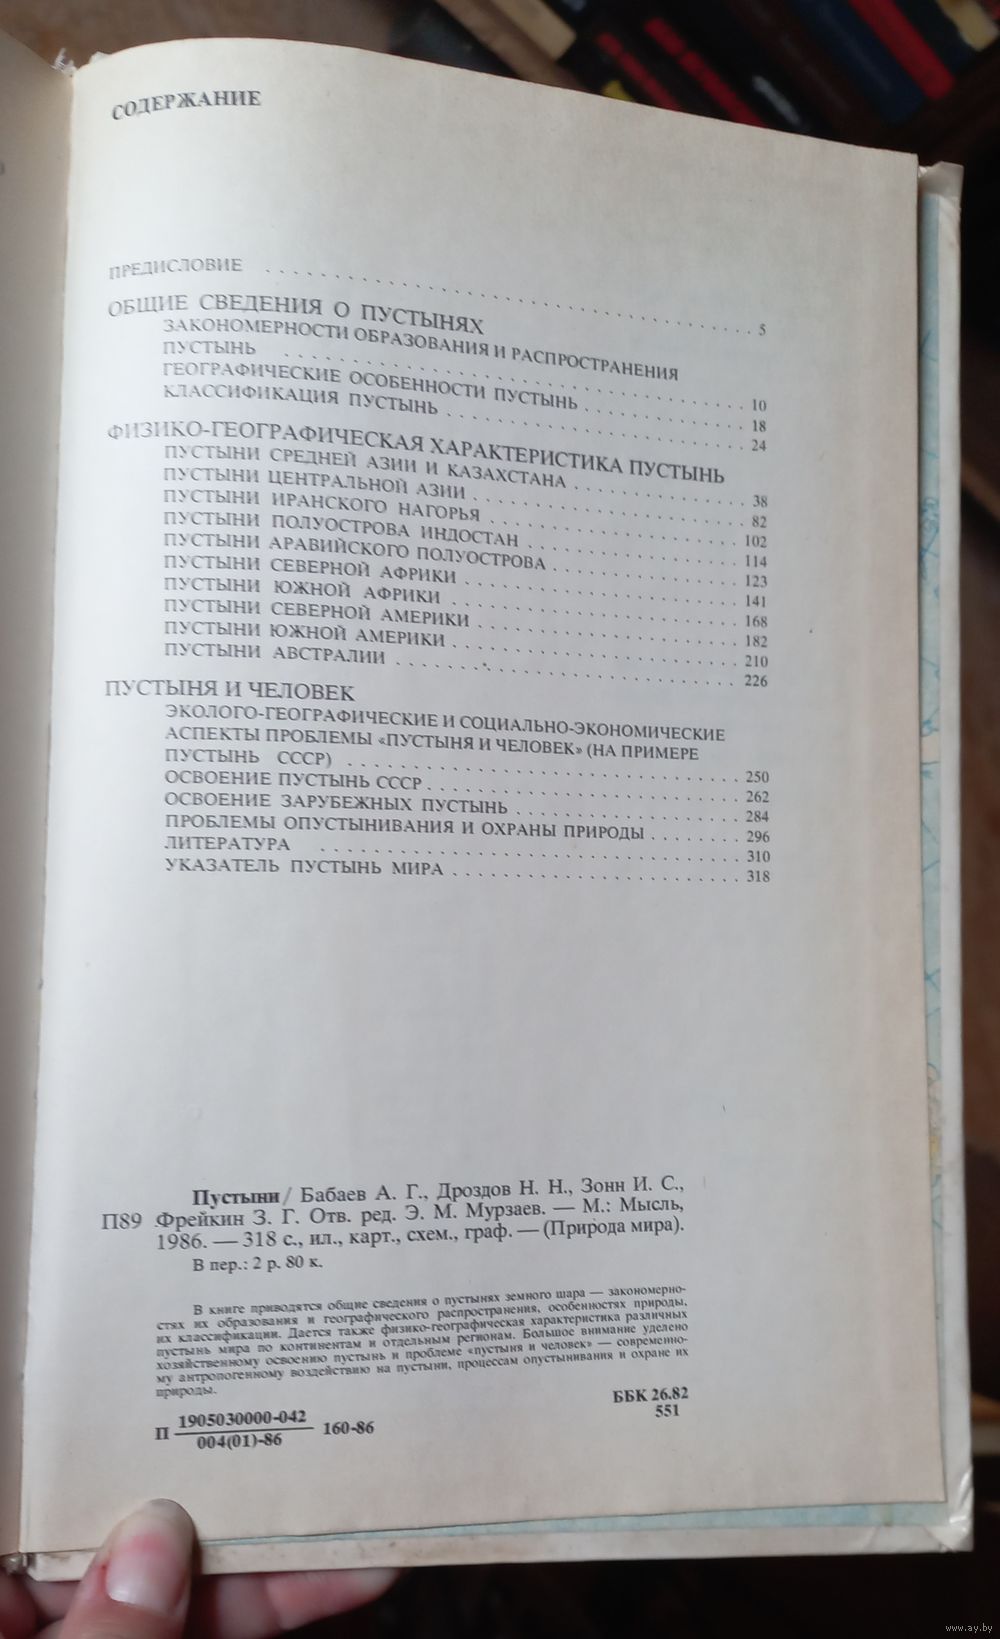 СОДЕРЖАНИЕ
ПРЕДИСЛОВИЕ . . . . . 5
ОБЩИЕ СВЕДЕНИЯ О ПУСТЫНЯХ
ЗАКОНОМЕРНОСТИ ОБРАЗОВАНИЯ И РАСПРОСТРАНЕНИЯ
ПУСТЫНЬ . . . . . 10
ГЕОГРАФИЧЕСКИЕ ОСОБЕННОСТИ ПУСТЫНЬ . . . . . 18
КЛАССИФИКАЦИЯ ПУСТЫНЬ . . . . . 24
ФИЗИКО-ГЕОГРАФИЧЕСКАЯ ХАРАКТЕРИСТИКА ПУСТЫНЬ
ПУСТЫНИ СРЕДНЕЙ АЗИИ И КАЗАХСТАНА . . . . . 38
ПУСТЫНИ ЦЕНТРАЛЬНОЙ АЗИИ . . . . . 82
ПУСТЫНИ ИРАНСКОГО НАГОРЬЯ . . . . . 102
ПУСТЫНИ ПОЛУОСТРОВА ИНДОСТАН . . . . . 114
ПУСТЫНИ АРАВИЙСКОГО ПОЛУОСТРОВА . . . . . 123
ПУСТЫНИ СЕВЕРНОЙ АФРИКИ . . . . . 141
ПУСТЫНИ ЮЖНОЙ АФРИКИ . . . . . 168
ПУСТЫНИ СЕВЕРНОЙ АМЕРИКИ . . . . . 182
ПУСТЫНИ ЮЖНОЙ АМЕРИКИ . . . . . 210
ПУСТЫНИ АВСТРАЛИИ . . . . . 226
ПУСТЫНЯ И ЧЕЛОВЕК
ЭКОЛОГО-ГЕОГРАФИЧЕСКИЕ И СОЦИАЛЬНО-ЭКОНОМИЧЕСКИЕ
АСПЕКТЫ ПРОБЛЕМЫ «ПУСТЫНЯ И ЧЕЛОВЕК» (НА ПРИМЕРЕ
ПУСТЫНЬ СССР) . . . . . 250
ОСВОЕНИЕ ПУСТЫНЬ СССР . . . . . 262
ОСВОЕНИЕ ЗАРУБЕЖНЫХ ПУСТЫНЬ . . . . . 284
ПРОБЛЕМЫ ОПУСТЫНИВАНИЯ И ОХРАНЫ ПРИРОДЫ . . . . . 296
ЛИТЕРАТУРА . . . . . 310
УКАЗАТЕЛЬ ПУСТЫНЬ МИРА . . . . . 318
Пустыни / Бабаев А. Г., Дроздов Н. Н., Зонн И. С.,
П89 Фрейкин З. Г. Отв. ред. Э. М. Мурзаев. — М.: Мысль,
1986. — 318 с., ил., карт., схем., граф. — (Природа мира).
В пер.: 2 р. 80 к.
В книге приводятся общие сведения о пустынях земного шара — закономерно-
стях их образования и географического распространения, особенностях природы,
их классификации. Дается также физико-географическая характеристика различных
пустынь мира по континентам и отдельным регионам. Большое внимание уделено
хозяйственному освоению пустынь и проблеме «пустыня и человек» — современно-
му антропогенному воздействию на пустыни, процессам опустынивания и охране их
природы.
П 1905030000-042 160-86
004(01)-86
ББК 26.82
551
www.ay.by